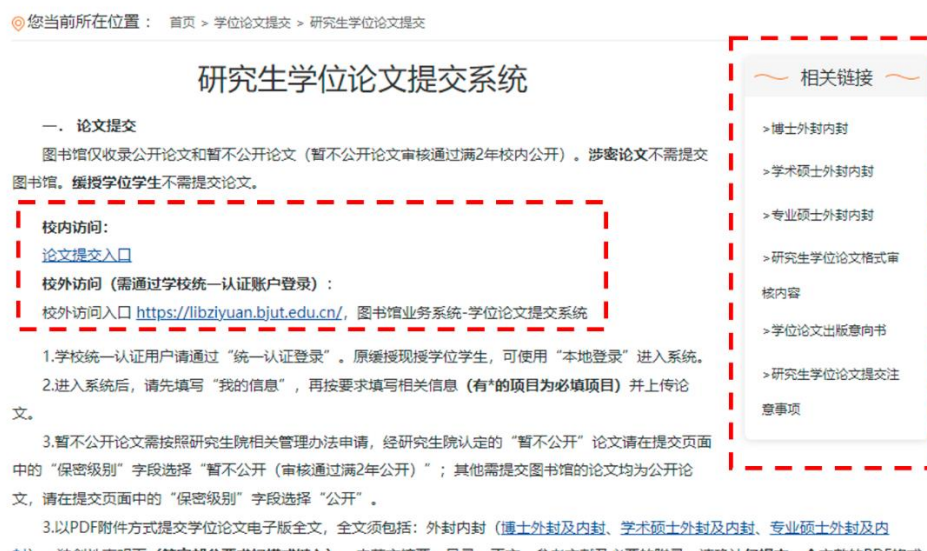 您当前所在位置： 首页 > 学位论文提交 > 研究生学位论文提交
研究生学位论文提交系统
一．论文提交
图书馆仅收录公开论文和暂不公开论文（暂不公开论文审核通过满2年校内公开）。涉密论文不需提交
图书馆。缓授学位学生不需提交论文。
校内访问：
论文提交入口
校外访问（需通过学校统一认证账户登录）：
校外访问入口 https://libziyuan.bjut.edu.cn/，图书馆业务系统-学位论文提交系统
1.学校统一认证用户请通过“统一认证登录”。原缓授现授学位学生，可使用“本地登录”进入系统。
2.进入系统后，请先填写“我的信息”，再按要求填写相关信息（有*的项目为必填项目）并上传论
文。
3.暂不公开论文需按照研究生院相关管理办法申请，经研究生院认定的“暂不公开”论文请在提交页面
中的“保密级别”字段选择“暂不公开（审核通过满2年公开）”；其他需提交图书馆的论文均为公开论
文，请在提交页面中的“保密级别”字段选择“公开”。
3.以PDF附件方式提交学位论文电子版全文，全文须包括：外封内封（博士外封及内封、学术硕士外封及内封、专业硕士外封及内
相关链接
>博士外封内封
>学术硕士外封内封
>专业硕士外封内封
>研究生学位论文格式审
核内容
>学位论文出版意向书
>研究生学位论文提交注
意事项